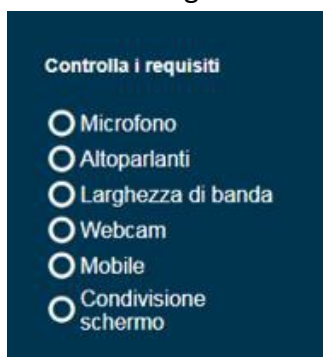 Controlla i requisiti
Microfono
Altoparlanti
Larghezza di banda
Webcam
Mobile
Condivisione
schermo